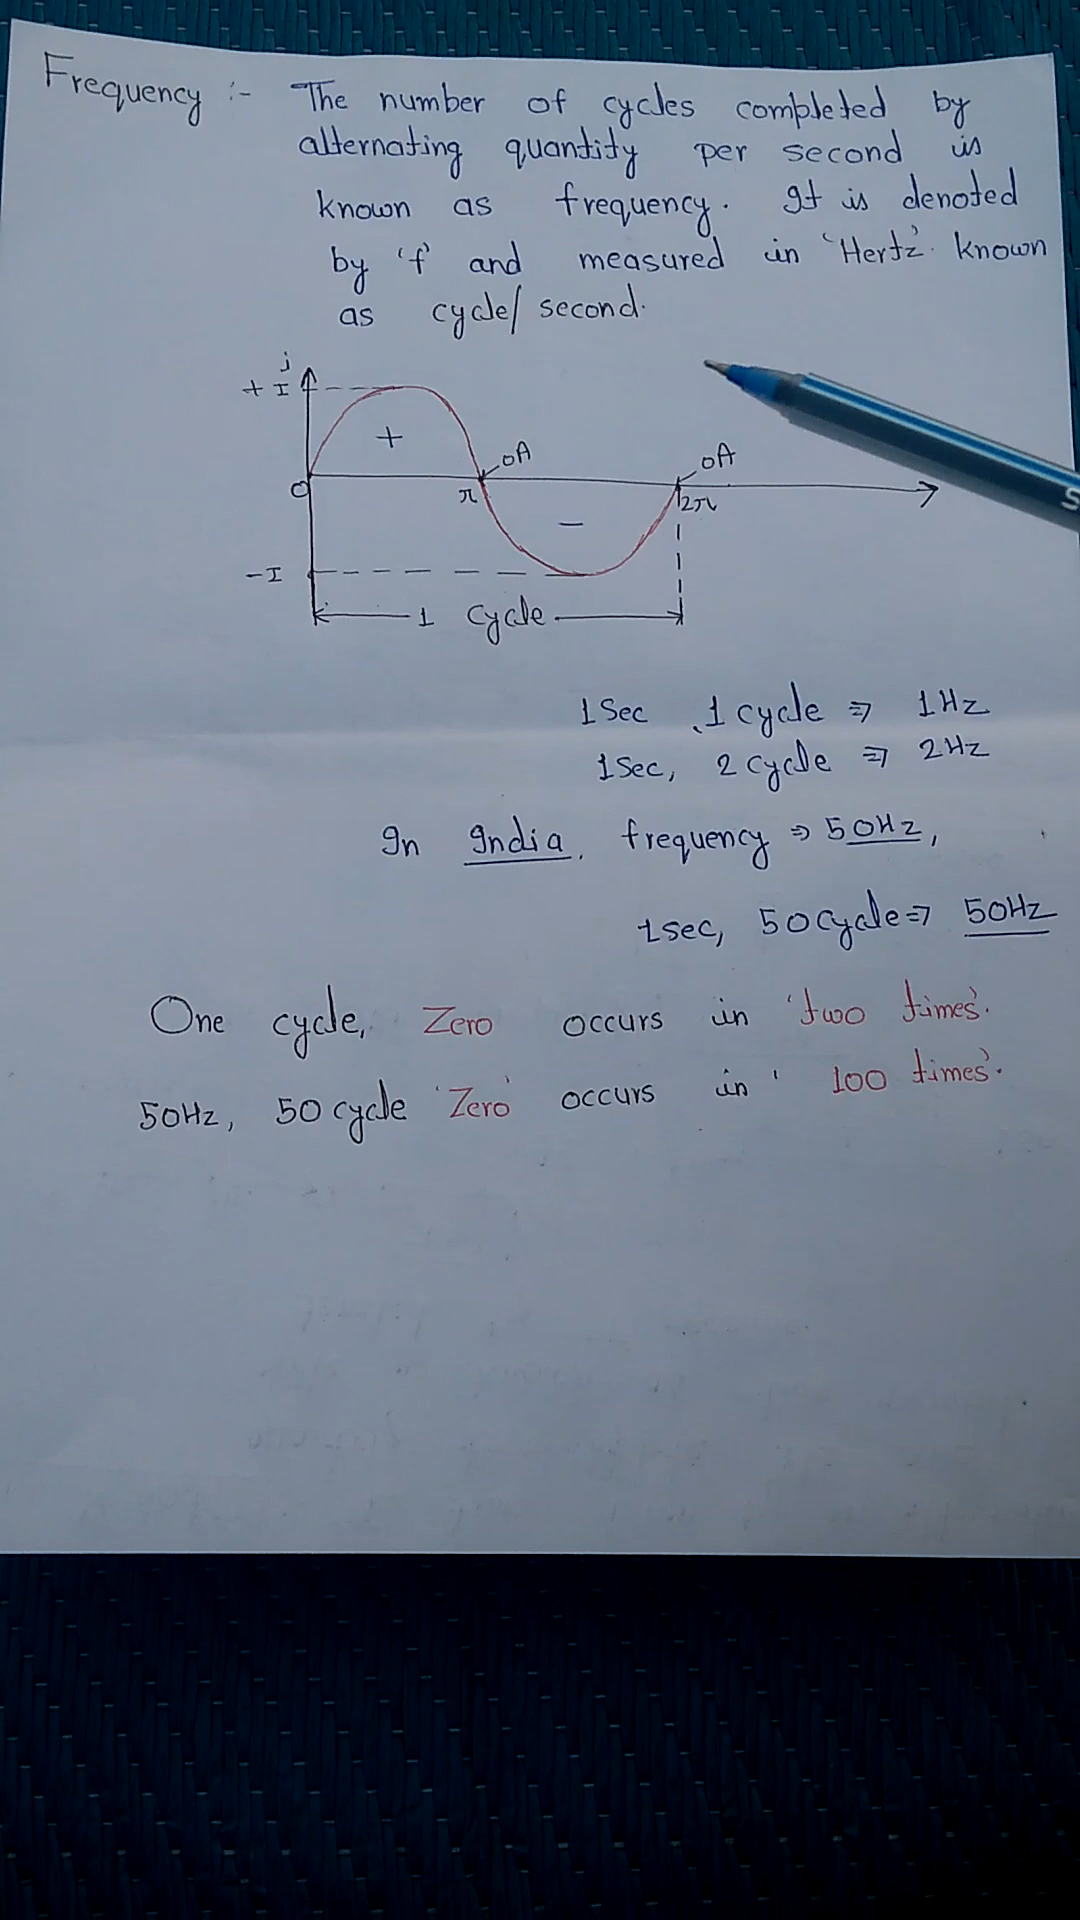 Frequency :- The number of cycles completed by
alternating quantity per second is
known as frequency. It is denoted
by 'f' and measured in 'Hertz'. known
as cycle/second.
i
+I
+
0A
0A
O
π
2π
−
-I
1 cycle
1 Sec, 1 cycle ⇒ 1Hz
1 Sec, 2 cycle ⇒ 2Hz
In India, frequency ⇒ 50Hz,
1 sec, 50 cycle ⇒ 50Hz
One cycle, Zero occurs in 'two times'.
50Hz, 50 cycle 'Zero' occurs in ' 100 times'.
S